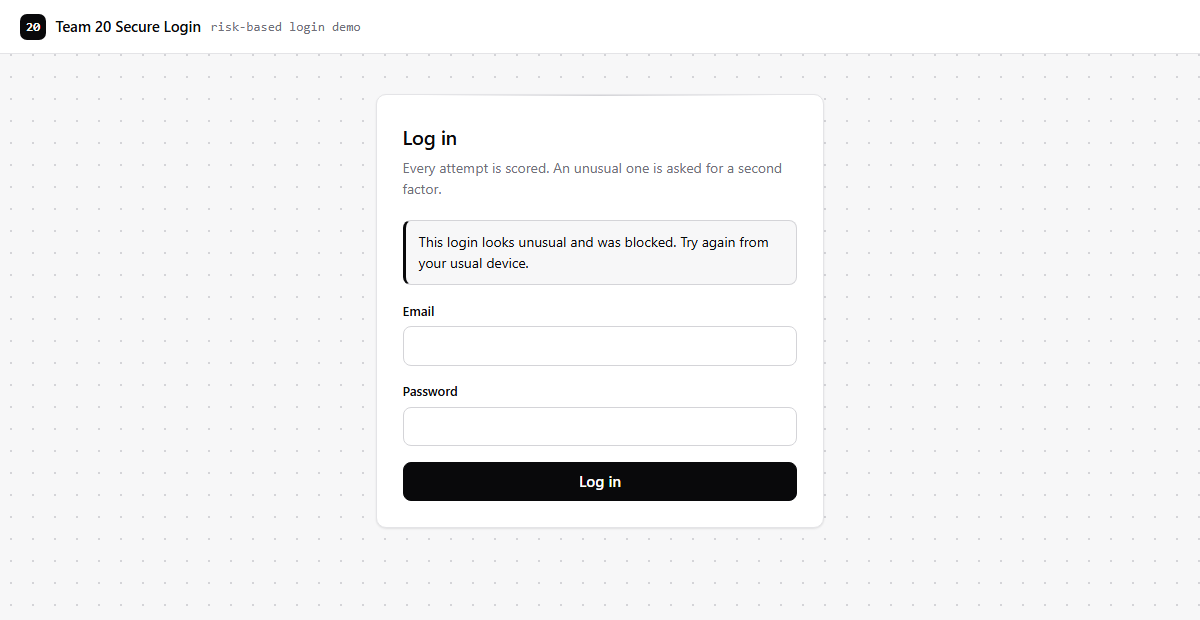 20 Team 20 Secure Login risk-based login demo
Log in
Every attempt is scored. An unusual one is asked for a second
factor.
This login looks unusual and was blocked. Try again from
your usual device.
Email
Password
Log in